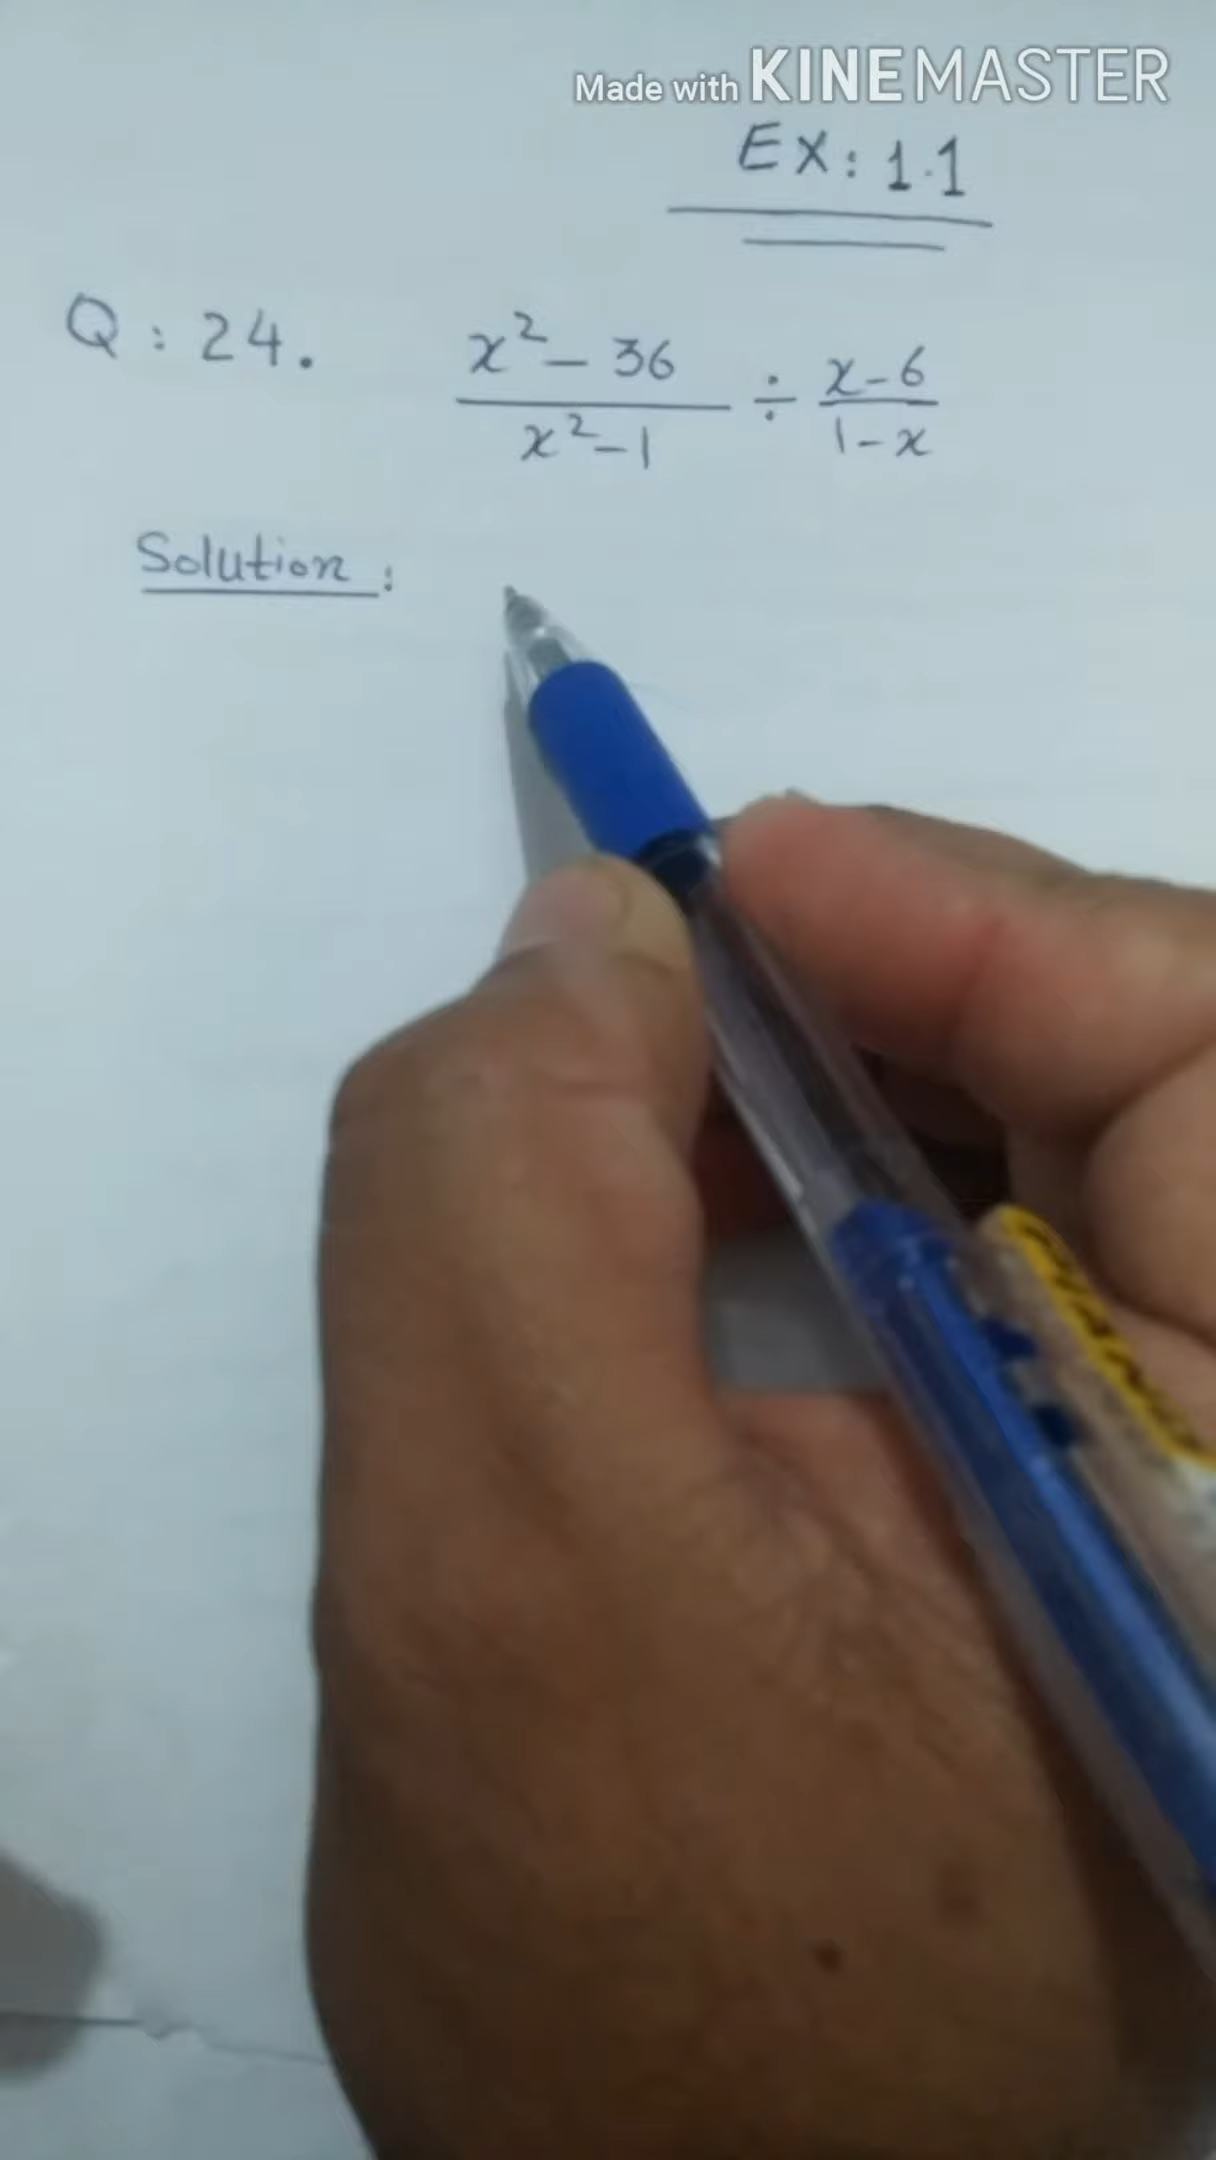 Made with KINEMASTER
EX: 1.1
Q: 24. x² - 36 / x² - 1 ÷ x - 6 / 1 - x
Solution: